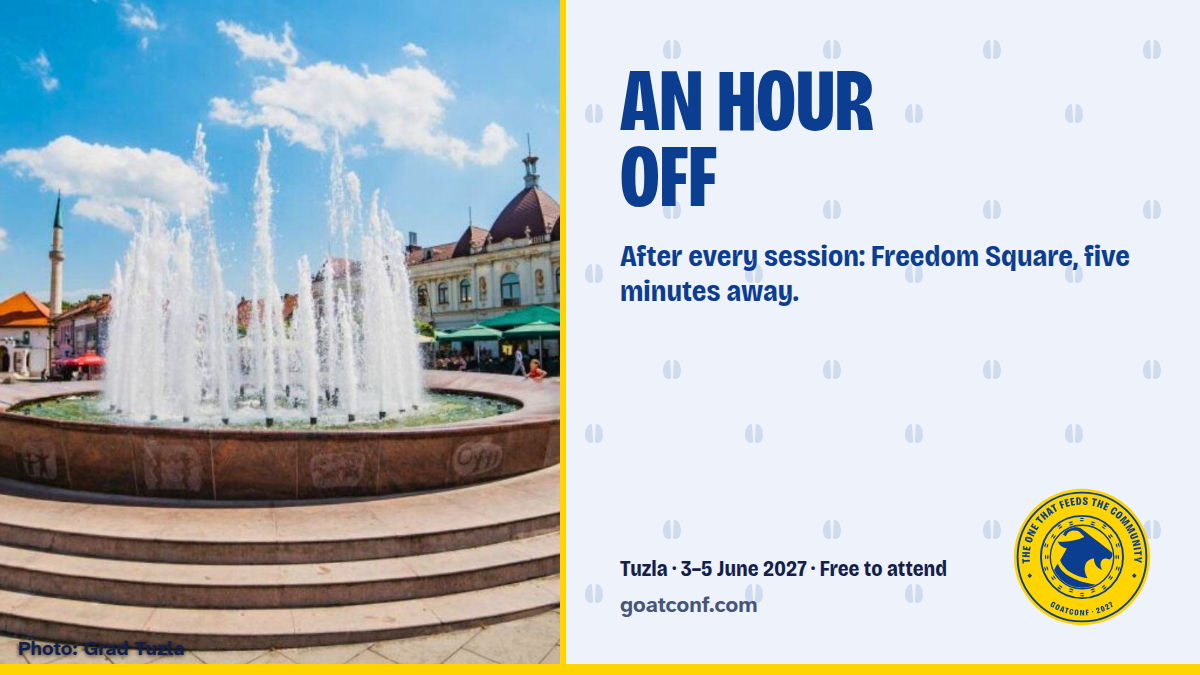 AN HOUR
OFF
After every session: Freedom Square, five
minutes away.
Tuzla · 3–5 June 2027 · Free to attend
goatconf.com
THE ONE THAT FEEDS THE COMMUNITY
GOATCONF · 2027
Photo: Grad Tuzla